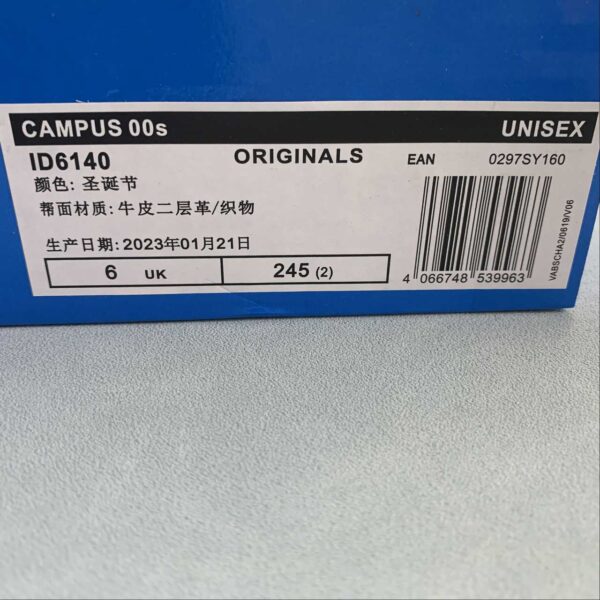 CAMPUS 00s UNISEX
ID6140 ORIGINALS EAN 0297SY160
颜色: 圣诞节
帮面材质: 牛皮二层革/织物
生产日期: 2023年01月21日
6 UK 245 (2)
4 066748 539963
VABSCHA2/0619/V06